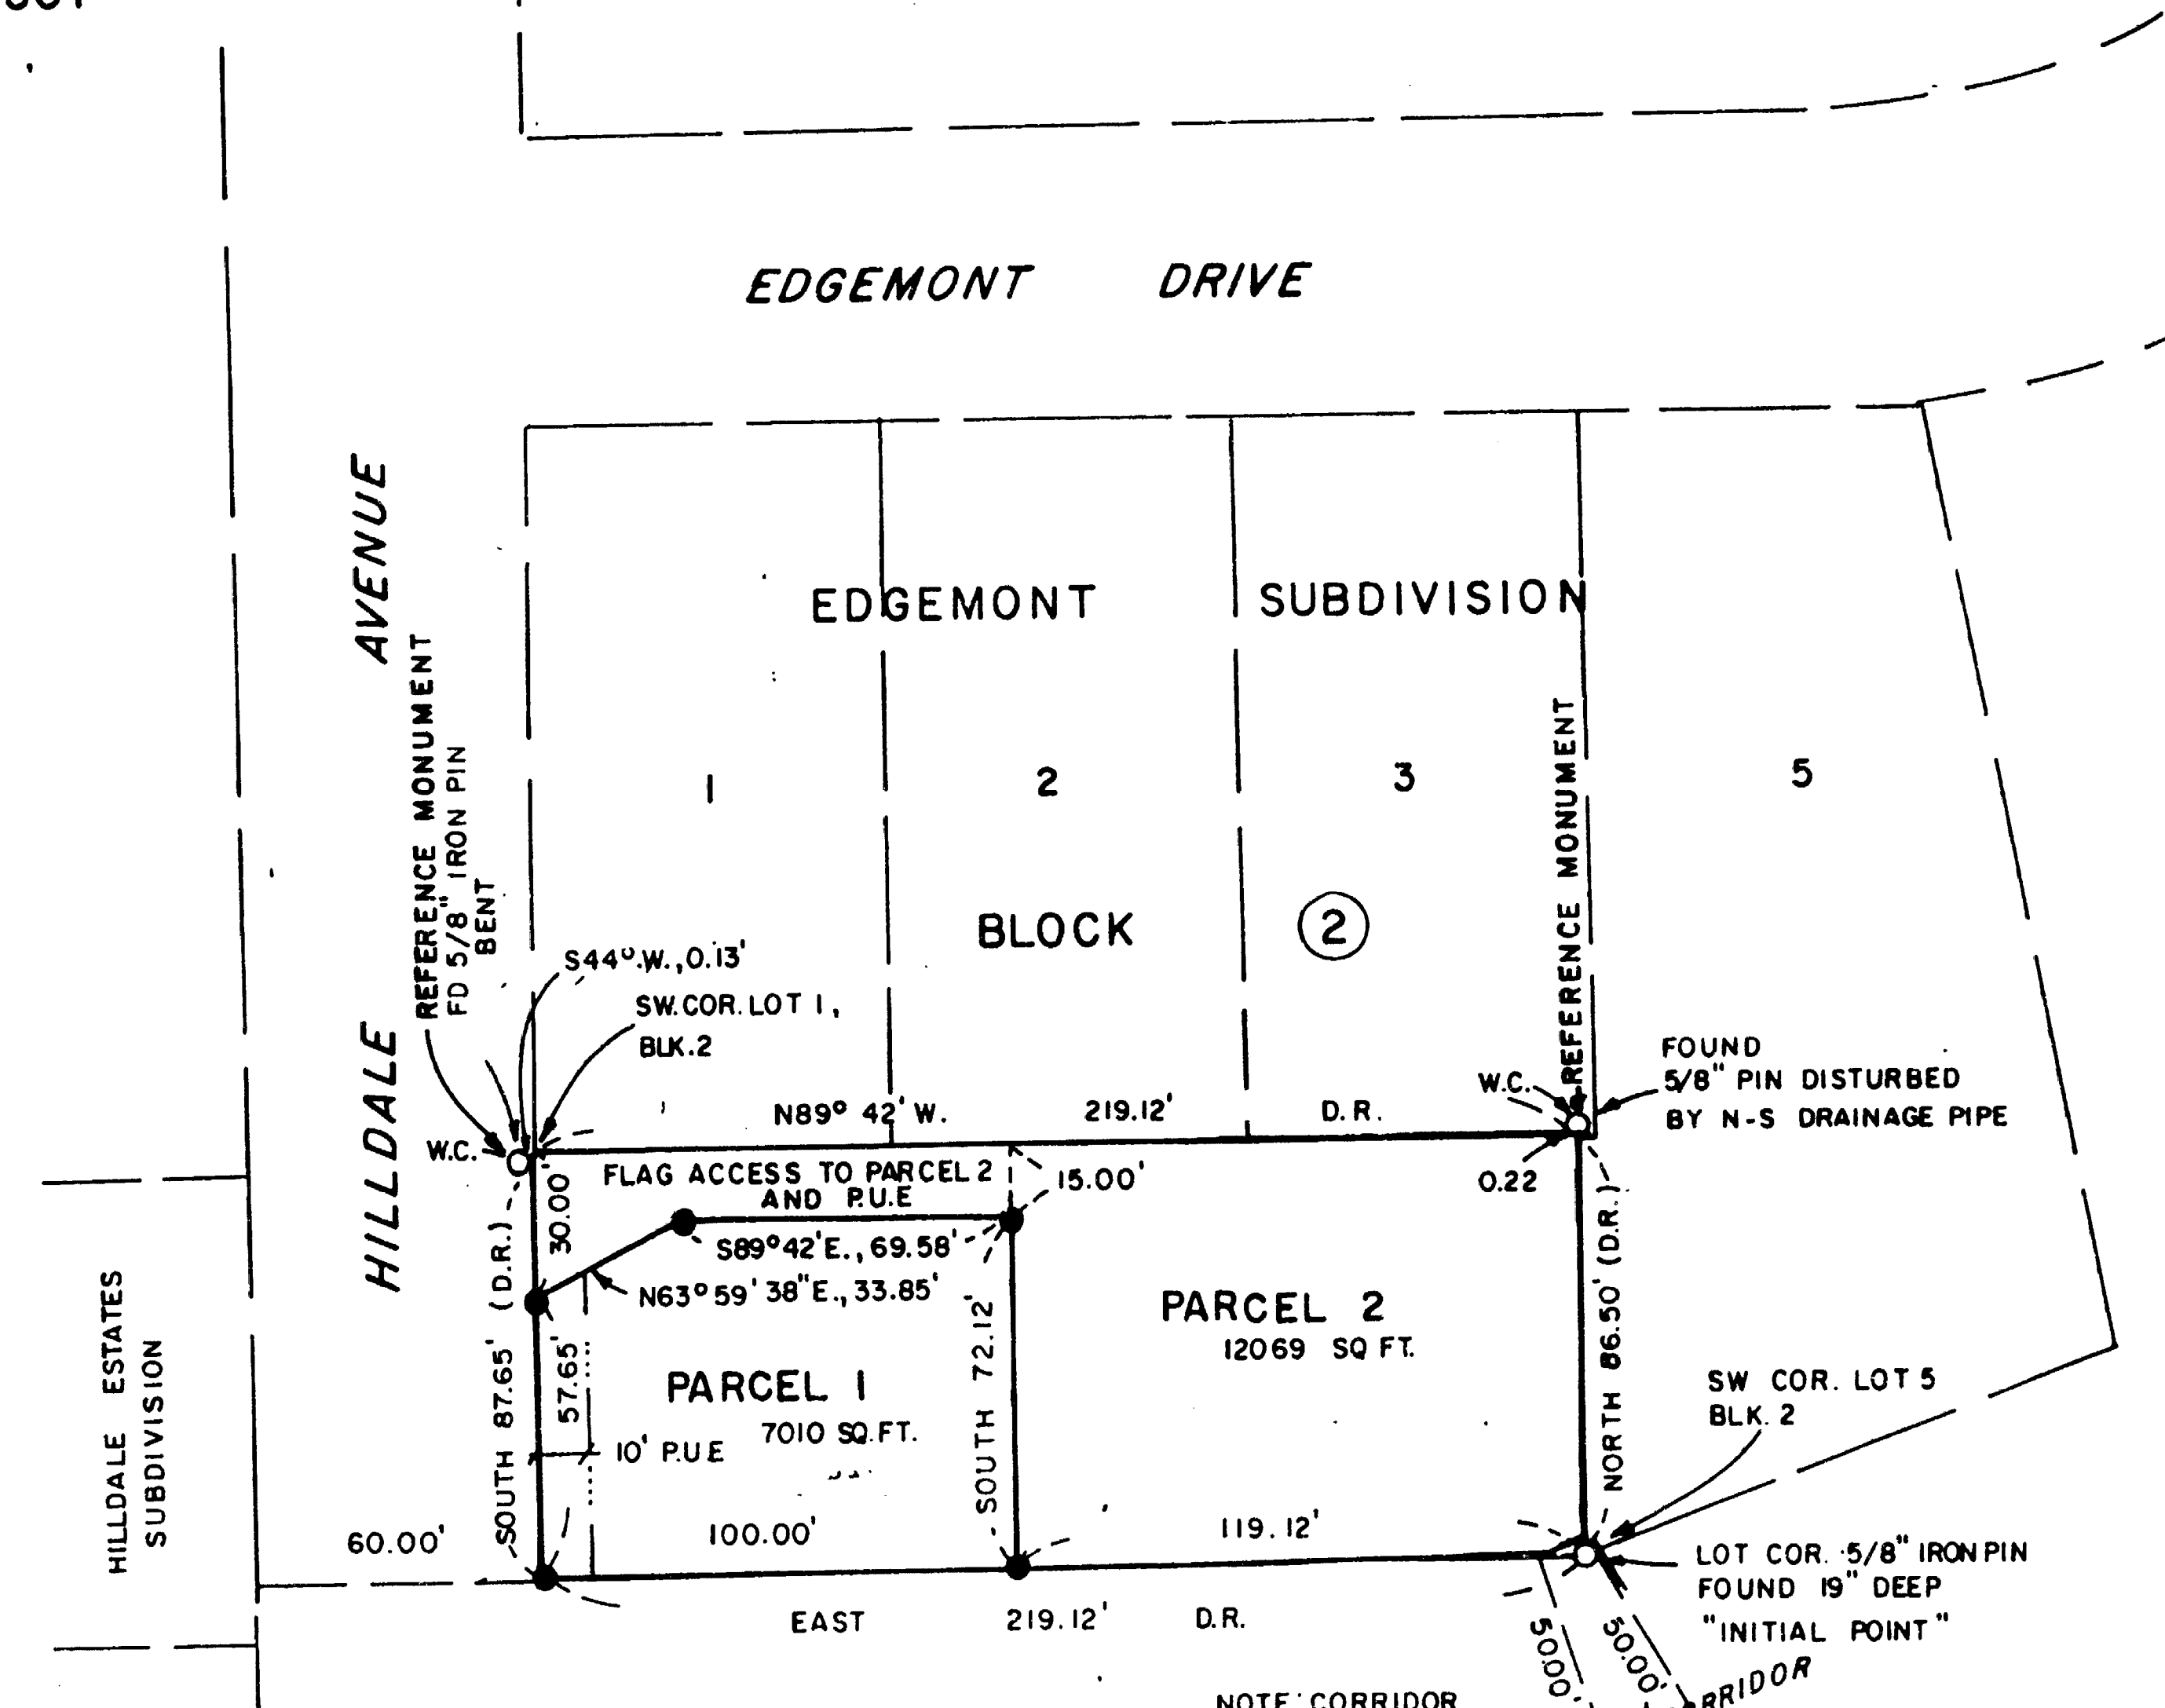 EDGEMONT DRIVE
HILLDALE AVENUE
REFERENCE MONUMENT
FD 5/8" IRON PIN
BENT
EDGEMONT SUBDIVISION
1
2
3
5
BLOCK 2
REFERENCE MONUMENT
S44°.W.,0.13'
SW.COR.LOT 1,
BLK.2
W.C.
N89° 42' W. 219.12' D.R.
W.C.
FOUND
5/8" PIN DISTURBED
BY N-S DRAINAGE PIPE
0.22
FLAG ACCESS TO PARCEL 2
AND P.U.E
15.00'
30.00'
S89°42'E., 69.58'
N63°59'38"E., 33.85'
SOUTH 87.65' (D.R.)
57.65'
PARCEL 1
7010 SQ.FT.
10' P.U.E
SOUTH 72.12'
PARCEL 2
12069 SQ FT.
NORTH 86.50' (D.R.)
SW COR. LOT 5
BLK. 2
HILLDALE ESTATES
SUBDIVISION
60.00'
100.00'
119.12'
LOT COR. 5/8" IRON PIN
FOUND 19" DEEP
"INITIAL POINT"
EAST 219.12' D.R.
50.00'
50.00'
NOTE: CORRIDOR
RRIDOR